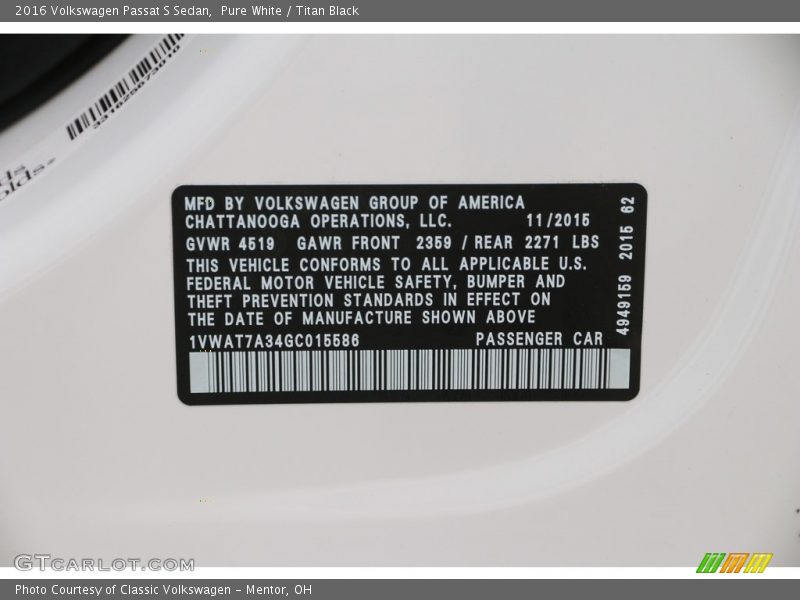 2016 Volkswagen Passat S Sedan, Pure White / Titan Black
MFD BY VOLKSWAGEN GROUP OF AMERICA
CHATTANOOGA OPERATIONS, LLC. 11/2015
GVWR 4519 GAWR FRONT 2359 / REAR 2271 LBS
THIS VEHICLE CONFORMS TO ALL APPLICABLE U.S.
FEDERAL MOTOR VEHICLE SAFETY, BUMPER AND
THEFT PREVENTION STANDARDS IN EFFECT ON
THE DATE OF MANUFACTURE SHOWN ABOVE
1VWAT7A34GC015586 PASSENGER CAR
4949159 2015 62
GTCARLOT.COM
Photo Courtesy of Classic Volkswagen - Mentor, OH